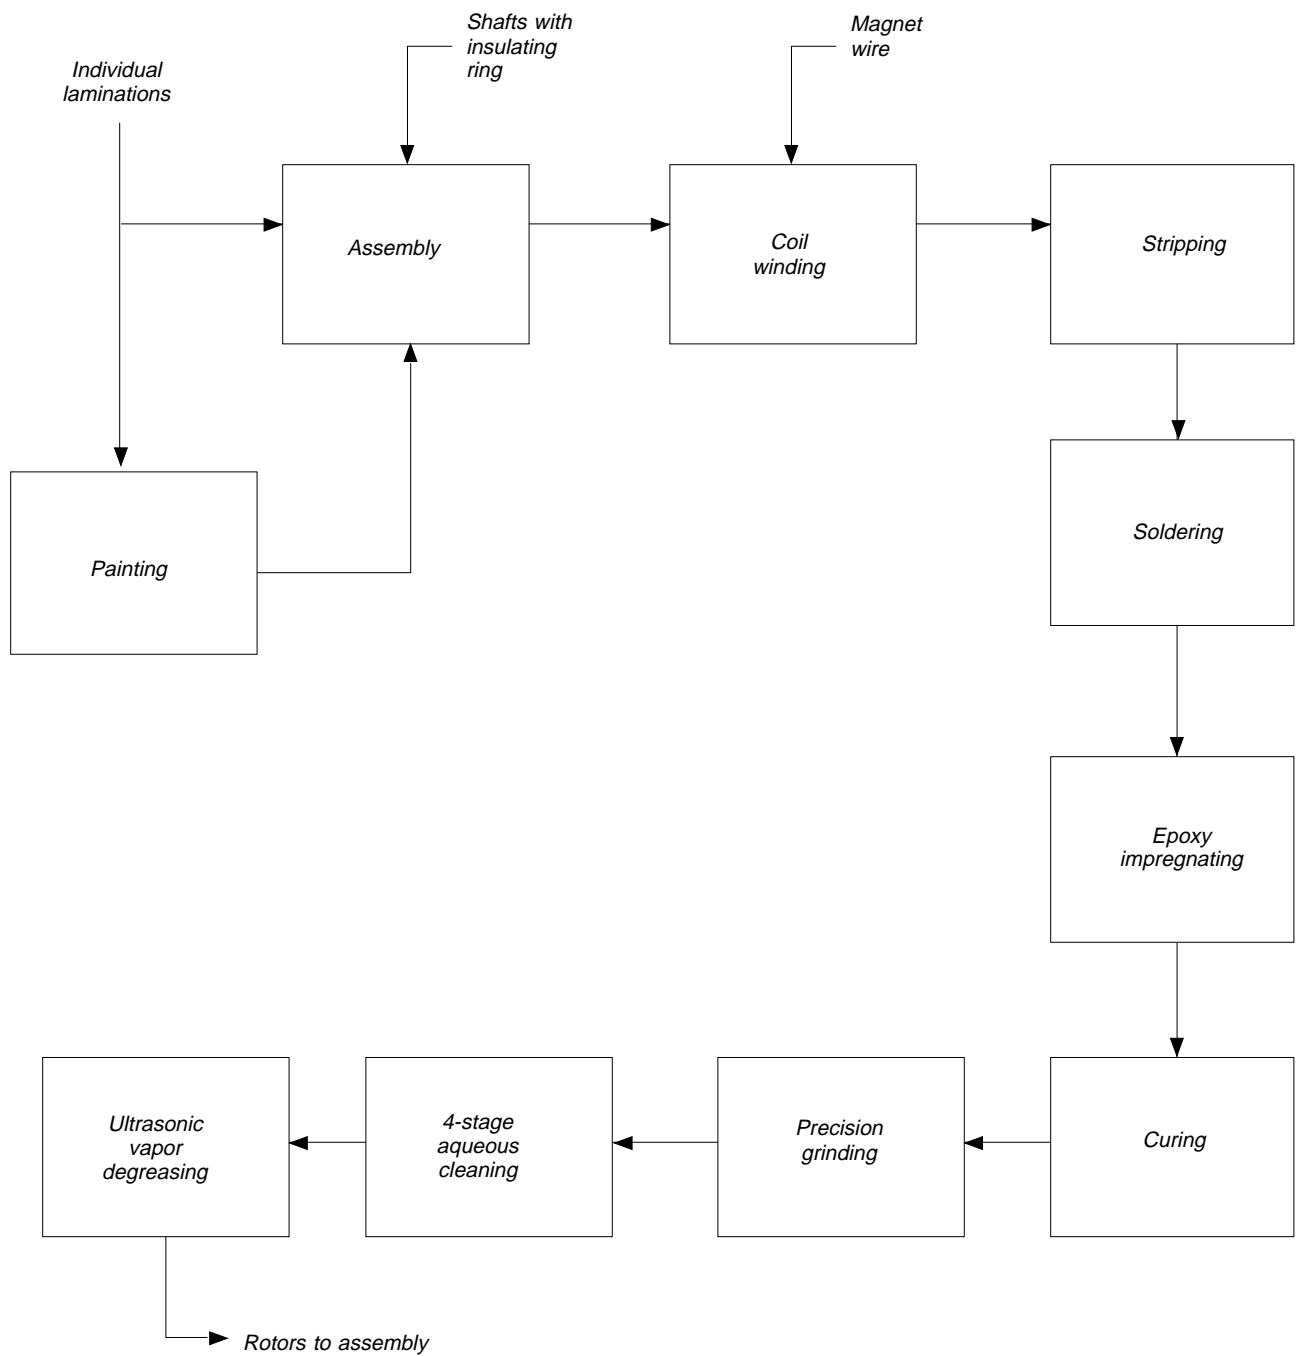 Shafts with
insulating
ring
Magnet
wire
Individual
laminations
Assembly
Coil
winding
Stripping
Painting
Soldering
Epoxy
impregnating
Ultrasonic
vapor
degreasing
4-stage
aqueous
cleaning
Precision
grinding
Curing
Rotors to assembly